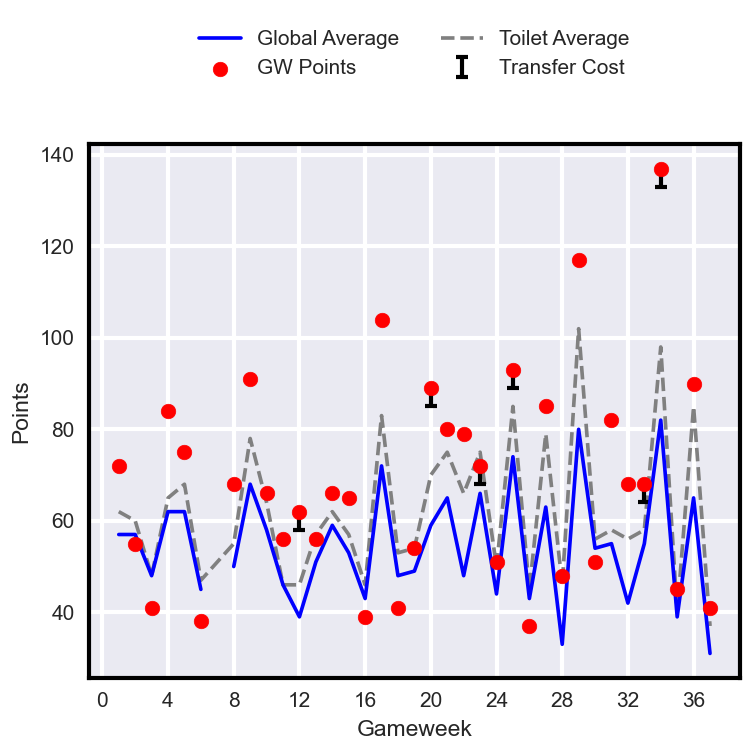 Global Average
Toilet Average
GW Points
Transfer Cost
140
120
100
80
60
40
Points
0 4 8 12 16 20 24 28 32 36
Gameweek